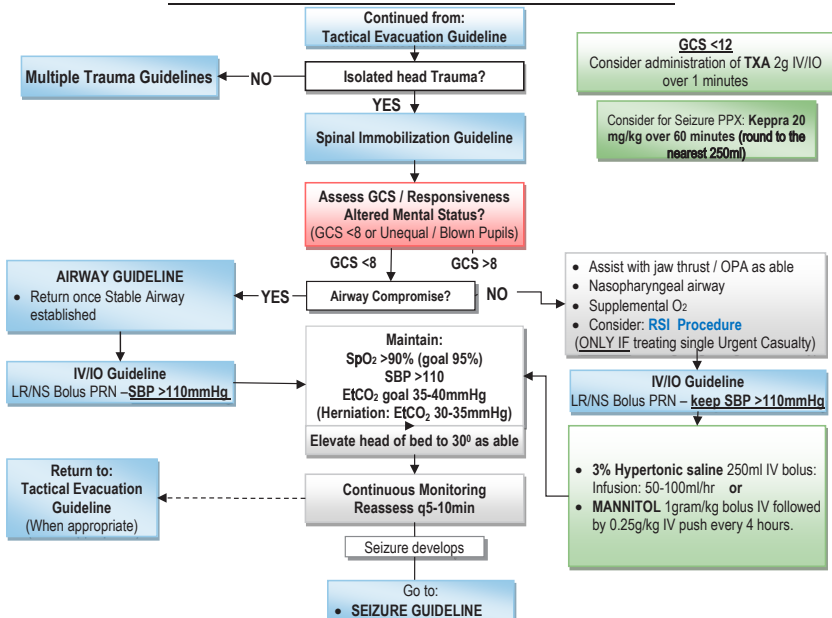 Continued from:
Tactical Evacuation Guideline
GCS <12
Consider administration of TXA 2g IV/IO
over 1 minutes
Multiple Trauma Guidelines
NO
Isolated head Trauma?
YES
Consider for Seizure PPX: Keppra 20
mg/kg over 60 minutes (round to the
nearest 250ml)
Spinal Immobilization Guideline
Assess GCS / Responsiveness
Altered Mental Status?
(GCS <8 or Unequal / Blown Pupils)
GCS <8
GCS >8
AIRWAY GUIDELINE
• Return once Stable Airway
established
YES
Airway Compromise?
NO
• Assist with jaw thrust / OPA as able
• Nasopharyngeal airway
• Supplemental O2
• Consider: RSI Procedure
(ONLY IF treating single Urgent Casualty)
IV/IO Guideline
LR/NS Bolus PRN –SBP >110mmHg
Maintain:
SpO2 >90% (goal 95%)
SBP >110
EtCO2 goal 35-40mmHg
(Herniation: EtCO2 30-35mmHg)
Elevate head of bed to 30⁰ as able
IV/IO Guideline
LR/NS Bolus PRN – keep SBP >110mmHg
• 3% Hypertonic saline 250ml IV bolus:
Infusion: 50-100ml/hr or
• MANNITOL 1gram/kg bolus IV followed
by 0.25g/kg IV push every 4 hours.
Return to:
Tactical Evacuation
Guideline
(When appropriate)
Continuous Monitoring
Reassess q5-10min
Seizure develops
Go to:
• SEIZURE GUIDELINE